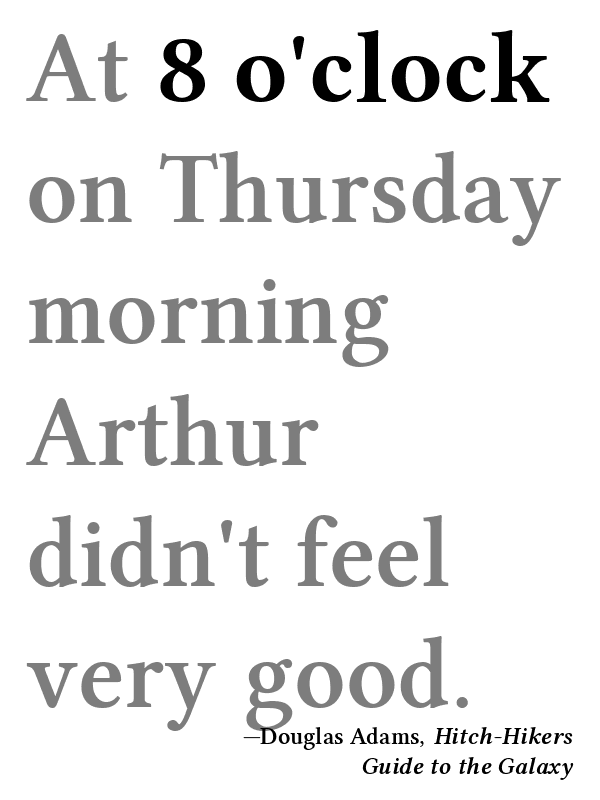 At 8 o'clock
on Thursday
morning
Arthur
didn't feel
very good.
—Douglas Adams, Hitch-Hikers
Guide to the Galaxy